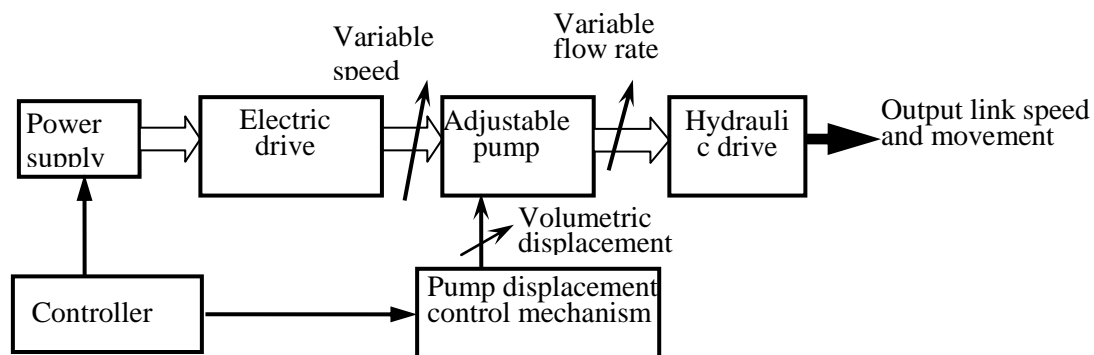 Variable
speed
Variable
flow rate
Power
supply
Electric
drive
Adjustable
pump
Hydrauli
c drive
Output link speed
and movement
Volumetric
displacement
Controller
Pump displacement
control mechanism